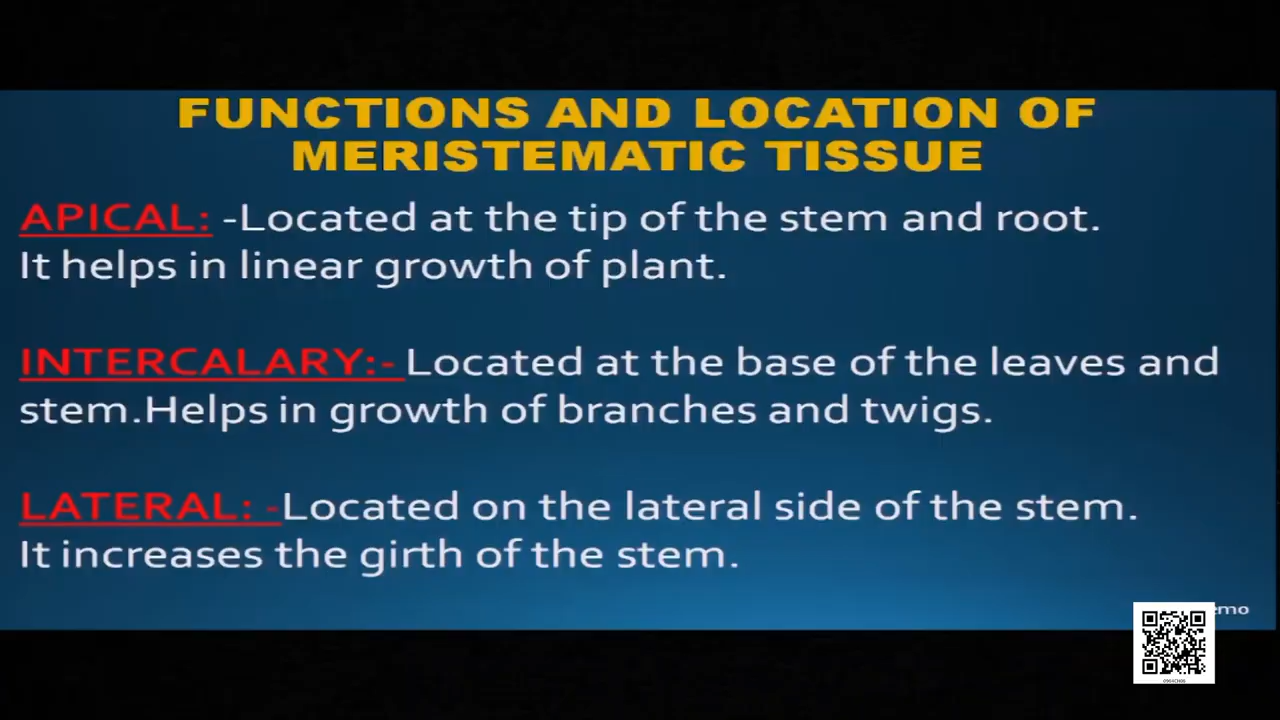 FUNCTIONS AND LOCATION OF
MERISTEMATIC TISSUE
APICAL: -Located at the tip of the stem and root.
It helps in linear growth of plant.
INTERCALARY:- Located at the base of the leaves and
stem.Helps in growth of branches and twigs.
LATERAL: -Located on the lateral side of the stem.
It increases the girth of the stem.